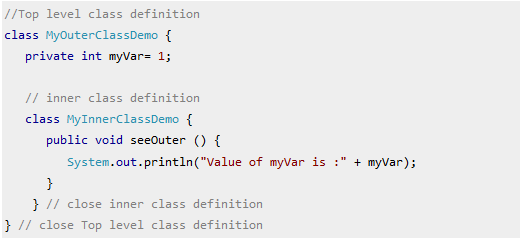 //Top level class definition
class MyOuterClassDemo {
private int myVar= 1;
// inner class definition
class MyInnerClassDemo {
public void seeOuter () {
System.out.println("Value of myVar is :" + myVar);
}
} // close inner class definition
} // close Top level class definition